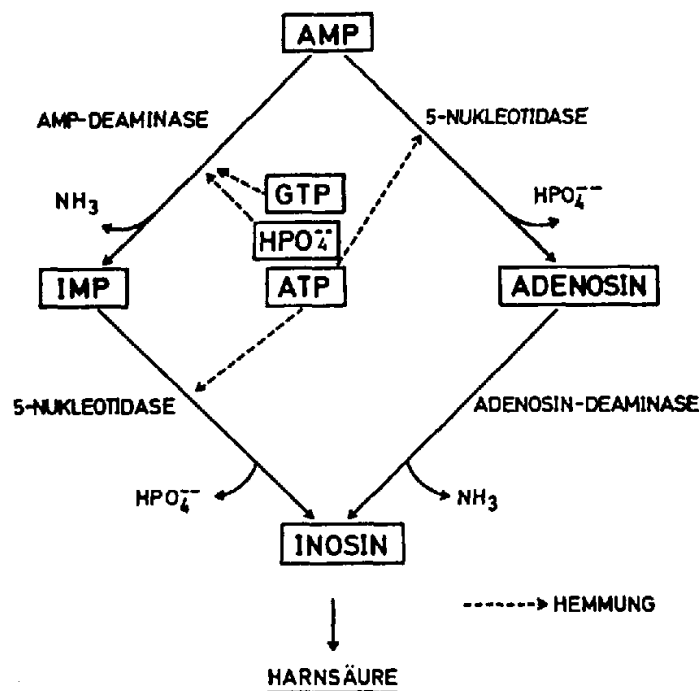 AMP
AMP-DEAMINASE
5-NUKLEOTIDASE
NH₃
GTP
HPO₄⁻⁻
HPO₄⁻⁻
IMP
ATP
ADENOSIN
5-NUKLEOTIDASE
ADENOSIN-DEAMINASE
HPO₄⁻⁻
NH₃
INOSIN
HEMMUNG
HARNSÄURE